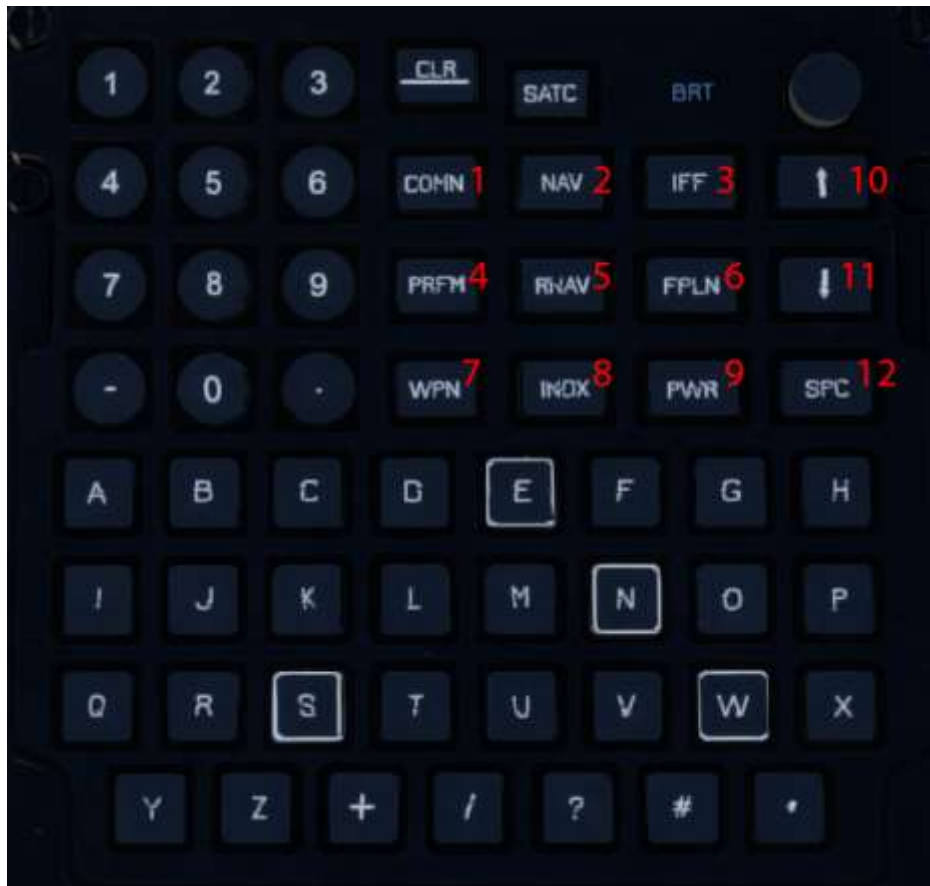 1 2 3 CLR SATC BRT
4 5 6 COMN 1 NAV 2 IFF 3 ⬆ 10
7 8 9 PRFM 4 RNAV 5 FPLN 6 ⬇ 11
- 0 . WPN 7 INDX 8 PWR 9 SPC 12
A B C D E F G H
I J K L M N O P
Q R S T U V W X
Y Z + / ? # •